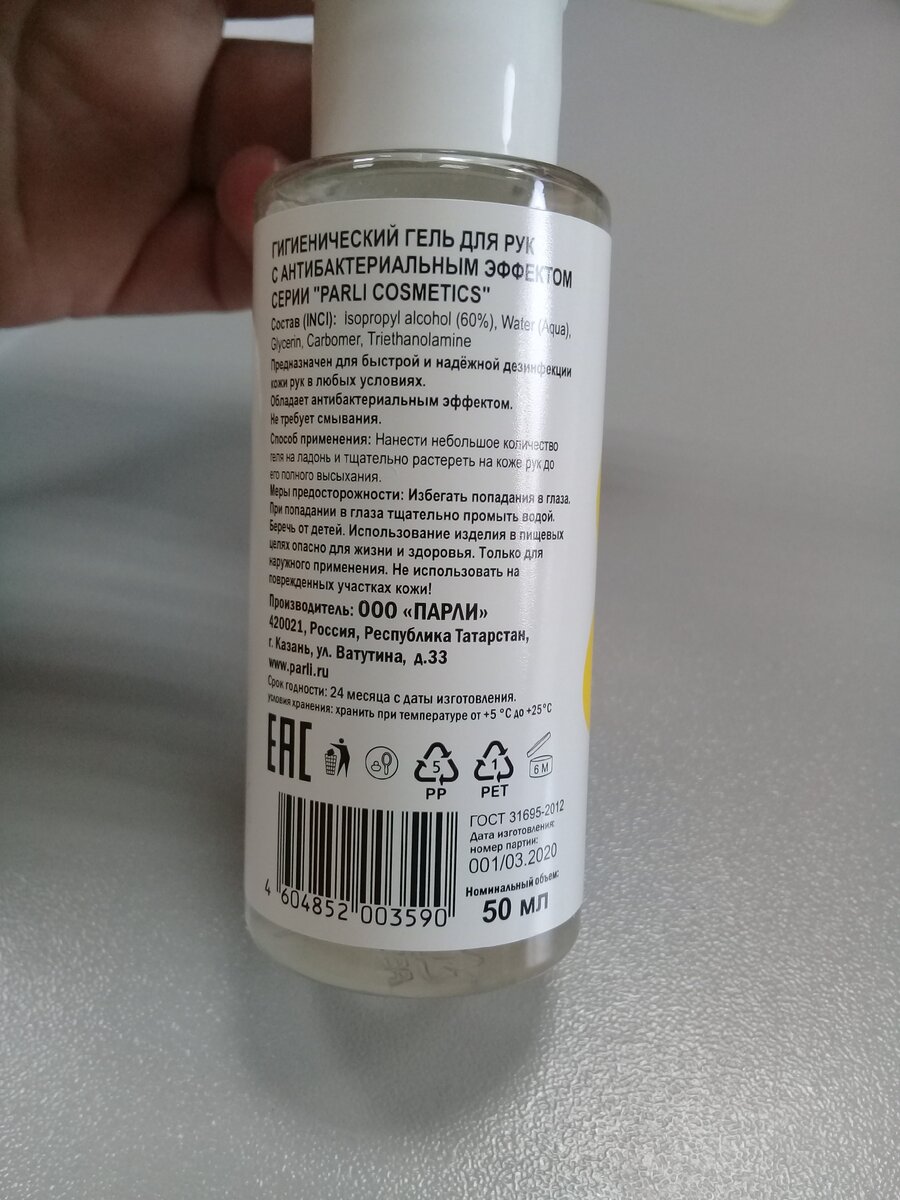 ГИГИЕНИЧЕСКИЙ ГЕЛЬ ДЛЯ РУК
С АНТИБАКТЕРИАЛЬНЫМ ЭФФЕКТОМ
СЕРИИ "PARLI COSMETICS"
Состав (INCI): isopropyl alcohol (60%), Water (Aqua),
Glycerin, Carbomer, Triethanolamine
Предназначен для быстрой и надёжной дезинфекции
кожи рук в любых условиях.
Обладает антибактериальным эффектом.
Не требует смывания.
Способ применения: Нанести небольшое количество
геля на ладонь и тщательно растереть на коже рук до
его полного высыхания.
Меры предосторожности: Избегать попадания в глаза.
При попадании в глаза тщательно промыть водой.
Беречь от детей. Использование изделия в пищевых
целях опасно для жизни и здоровья. Только для
наружного применения. Не использовать на
поврежденных участках кожи!
Производитель: ООО «ПАРЛИ»
420021, Россия, Республика Татарстан,
г. Казань, ул. Ватутина, д.33
www.parli.ru
Срок годности: 24 месяца с даты изготовления.
условия хранения: хранить при температуре от +5 °С до +25°С
EAC
5
PP
1
PET
6 M
ГОСТ 31695-2012
Дата изготовления:
номер партии:
001/03.2020
Номинальный объем:
50 мл
4 604852 003590